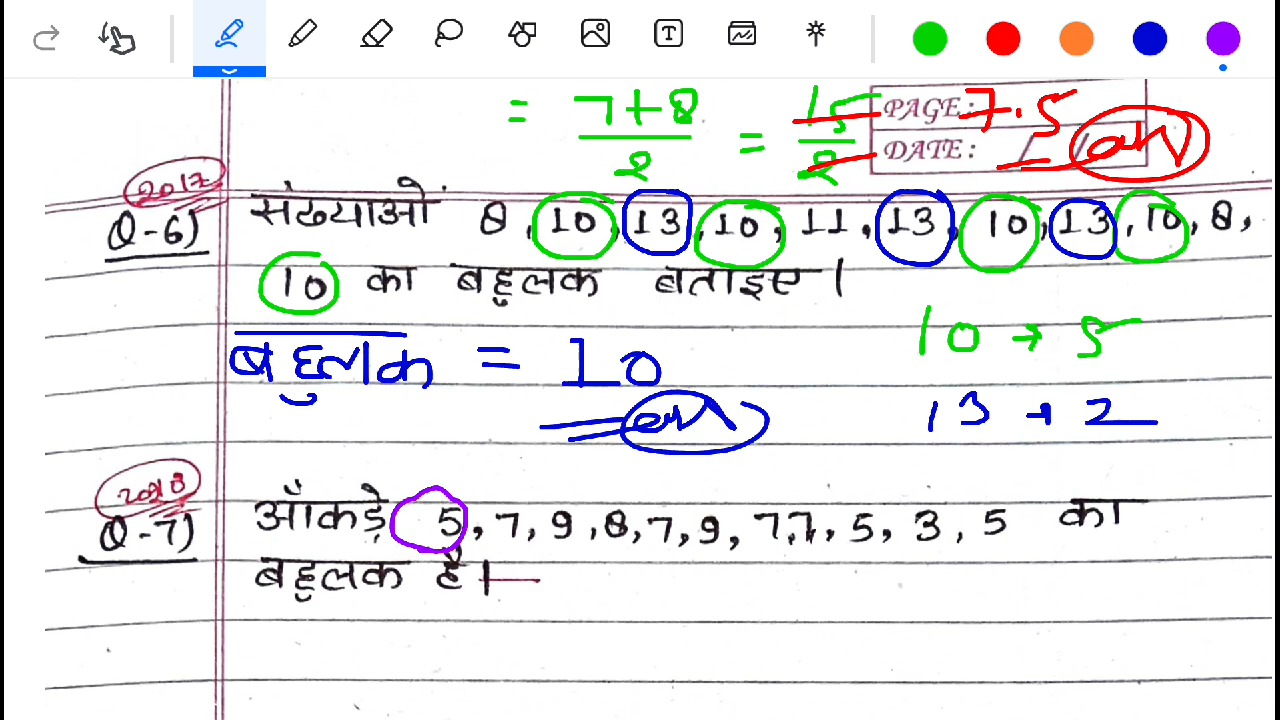 = 7+8/2 = 15/2 PAGE: 7.5
DATE: / / ans
2017
Q-6) संख्याओं 8, 10, 13, 10, 11, 13, 10, 13, 10, 8,
10 का बहुलक बताइए।
10 → 5
बहुलक = 10
ans
13 → 2
2018
Q-7) आँकड़े 5, 7, 9, 8, 7, 9, 7, 7, 5, 3, 5 का
बहुलक है।